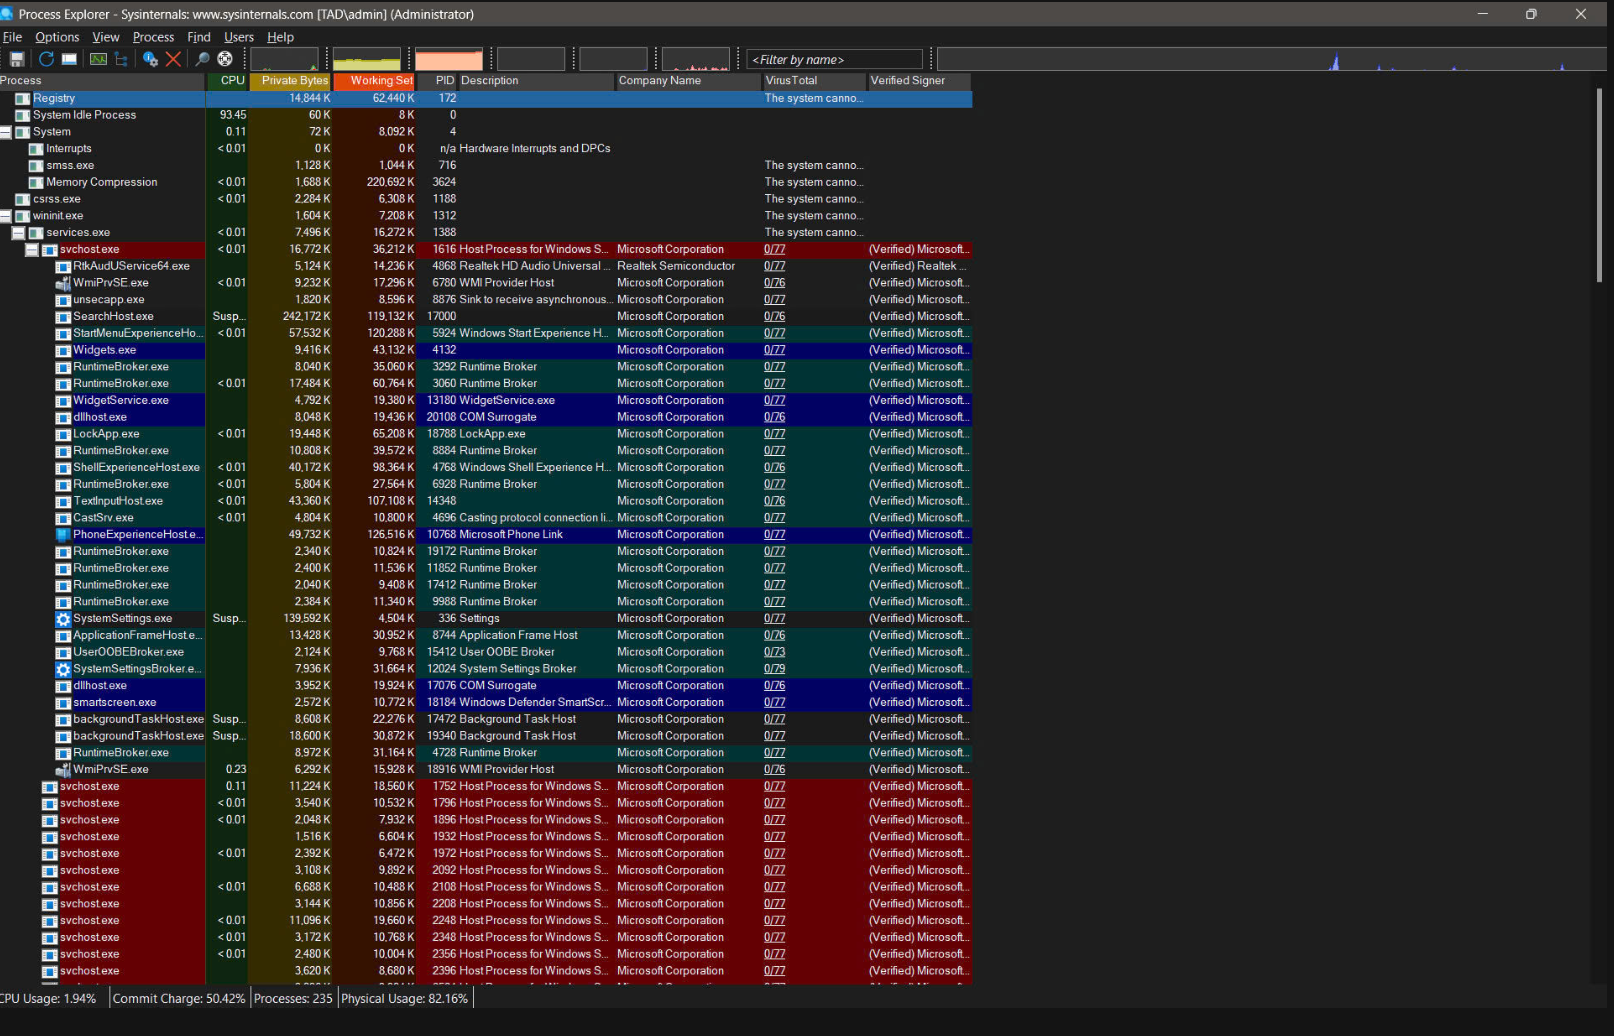 Process Explorer - Sysinternals: www.sysinternals.com [TAD\admin] (Administrator)
File Options View Process Find Users Help
<Filter by name>
Process CPU Private Bytes Working Set PID Description Company Name VirusTotal Verified Signer
Registry 14,844 K 62,440 K 172 The system canno...
System Idle Process 93.45 60 K 8 K 0
System 0.11 72 K 8,092 K 4
Interrupts < 0.01 0 K 0 K n/a Hardware Interrupts and DPCs
smss.exe 1,128 K 1,044 K 716 The system canno...
Memory Compression < 0.01 1,688 K 220,692 K 3624 The system canno...
csrss.exe < 0.01 2,284 K 6,308 K 1188 The system canno...
wininit.exe 1,604 K 7,208 K 1312 The system canno...
services.exe < 0.01 7,496 K 16,272 K 1388 The system canno...
svchost.exe < 0.01 16,772 K 36,212 K 1616 Host Process for Windows S... Microsoft Corporation 0/77 (Verified) Microsoft...
RtkAudUService64.exe 5,124 K 14,236 K 4868 Realtek HD Audio Universal ... Realtek Semiconductor 0/77 (Verified) Realtek ...
WmiPrvSE.exe < 0.01 9,232 K 17,296 K 6780 WMI Provider Host Microsoft Corporation 0/76 (Verified) Microsoft...
unsecapp.exe 1,820 K 8,596 K 8876 Sink to receive asynchronous... Microsoft Corporation 0/77 (Verified) Microsoft...
SearchHost.exe Susp... 242,172 K 119,132 K 17000 Microsoft Corporation 0/76 (Verified) Microsoft...
StartMenuExperienceHo... < 0.01 57,532 K 120,288 K 5924 Windows Start Experience H... Microsoft Corporation 0/77 (Verified) Microsoft...
Widgets.exe 9,416 K 43,132 K 4132 Microsoft Corporation 0/77 (Verified) Microsoft...
RuntimeBroker.exe 8,040 K 35,060 K 3292 Runtime Broker Microsoft Corporation 0/77 (Verified) Microsoft...
RuntimeBroker.exe < 0.01 17,484 K 60,764 K 3060 Runtime Broker Microsoft Corporation 0/77 (Verified) Microsoft...
WidgetService.exe 4,792 K 19,380 K 13180 WidgetService.exe Microsoft Corporation 0/77 (Verified) Microsoft...
dllhost.exe 8,048 K 19,436 K 20108 COM Surrogate Microsoft Corporation 0/76 (Verified) Microsoft...
LockApp.exe < 0.01 19,448 K 65,208 K 18788 LockApp.exe Microsoft Corporation 0/77 (Verified) Microsoft...
RuntimeBroker.exe 10,808 K 39,572 K 8884 Runtime Broker Microsoft Corporation 0/77 (Verified) Microsoft...
ShellExperienceHost.exe < 0.01 40,172 K 98,364 K 4768 Windows Shell Experience H... Microsoft Corporation 0/76 (Verified) Microsoft...
RuntimeBroker.exe < 0.01 5,804 K 27,564 K 6928 Runtime Broker Microsoft Corporation 0/77 (Verified) Microsoft...
TextInputHost.exe < 0.01 43,360 K 107,108 K 14348 Microsoft Corporation 0/76 (Verified) Microsoft...
CastSrv.exe < 0.01 4,804 K 10,800 K 4696 Casting protocol connection li... Microsoft Corporation 0/77 (Verified) Microsoft...
PhoneExperienceHost.e... 49,732 K 126,516 K 10768 Microsoft Phone Link Microsoft Corporation 0/77 (Verified) Microsoft...
RuntimeBroker.exe 2,340 K 10,824 K 19172 Runtime Broker Microsoft Corporation 0/77 (Verified) Microsoft...
RuntimeBroker.exe 2,400 K 11,536 K 11852 Runtime Broker Microsoft Corporation 0/77 (Verified) Microsoft...
RuntimeBroker.exe 2,040 K 9,408 K 17412 Runtime Broker Microsoft Corporation 0/77 (Verified) Microsoft...
RuntimeBroker.exe 2,384 K 11,340 K 9988 Runtime Broker Microsoft Corporation 0/77 (Verified) Microsoft...
SystemSettings.exe Susp... 139,592 K 4,504 K 336 Settings Microsoft Corporation 0/77 (Verified) Microsoft...
ApplicationFrameHost.e... 13,428 K 30,952 K 8744 Application Frame Host Microsoft Corporation 0/76 (Verified) Microsoft...
UserOOBEBroker.exe 2,124 K 9,768 K 15412 User OOBE Broker Microsoft Corporation 0/73 (Verified) Microsoft...
SystemSettingsBroker.e... 7,936 K 31,664 K 12024 System Settings Broker Microsoft Corporation 0/79 (Verified) Microsoft...
dllhost.exe 3,952 K 19,924 K 17076 COM Surrogate Microsoft Corporation 0/76 (Verified) Microsoft...
smartscreen.exe 2,572 K 10,772 K 18184 Windows Defender SmartScr... Microsoft Corporation 0/77 (Verified) Microsoft...
backgroundTaskHost.exe Susp... 8,608 K 22,276 K 17472 Background Task Host Microsoft Corporation 0/77 (Verified) Microsoft...
backgroundTaskHost.exe Susp... 18,600 K 30,872 K 19340 Background Task Host Microsoft Corporation 0/77 (Verified) Microsoft...
RuntimeBroker.exe 8,972 K 31,164 K 4728 Runtime Broker Microsoft Corporation 0/77 (Verified) Microsoft...
WmiPrvSE.exe 0.23 6,292 K 15,928 K 18916 WMI Provider Host Microsoft Corporation 0/76 (Verified) Microsoft...
svchost.exe 0.11 11,224 K 18,560 K 1752 Host Process for Windows S... Microsoft Corporation 0/77 (Verified) Microsoft...
svchost.exe < 0.01 3,540 K 10,532 K 1796 Host Process for Windows S... Microsoft Corporation 0/77 (Verified) Microsoft...
svchost.exe < 0.01 2,048 K 7,932 K 1896 Host Process for Windows S... Microsoft Corporation 0/77 (Verified) Microsoft...
svchost.exe 1,516 K 6,604 K 1932 Host Process for Windows S... Microsoft Corporation 0/77 (Verified) Microsoft...
svchost.exe < 0.01 2,392 K 6,472 K 1972 Host Process for Windows S... Microsoft Corporation 0/77 (Verified) Microsoft...
svchost.exe 3,108 K 9,892 K 2092 Host Process for Windows S... Microsoft Corporation 0/77 (Verified) Microsoft...
svchost.exe < 0.01 6,688 K 10,488 K 2108 Host Process for Windows S... Microsoft Corporation 0/77 (Verified) Microsoft...
svchost.exe 3,144 K 10,856 K 2208 Host Process for Windows S... Microsoft Corporation 0/77 (Verified) Microsoft...
svchost.exe < 0.01 11,096 K 19,660 K 2248 Host Process for Windows S... Microsoft Corporation 0/77 (Verified) Microsoft...
svchost.exe < 0.01 3,172 K 10,768 K 2348 Host Process for Windows S... Microsoft Corporation 0/77 (Verified) Microsoft...
svchost.exe < 0.01 2,480 K 10,004 K 2356 Host Process for Windows S... Microsoft Corporation 0/77 (Verified) Microsoft...
svchost.exe 3,620 K 8,680 K 2396 Host Process for Windows S... Microsoft Corporation 0/77 (Verified) Microsoft...
CPU Usage: 1.94% Commit Charge: 50.42% Processes: 235 Physical Usage: 82.16%